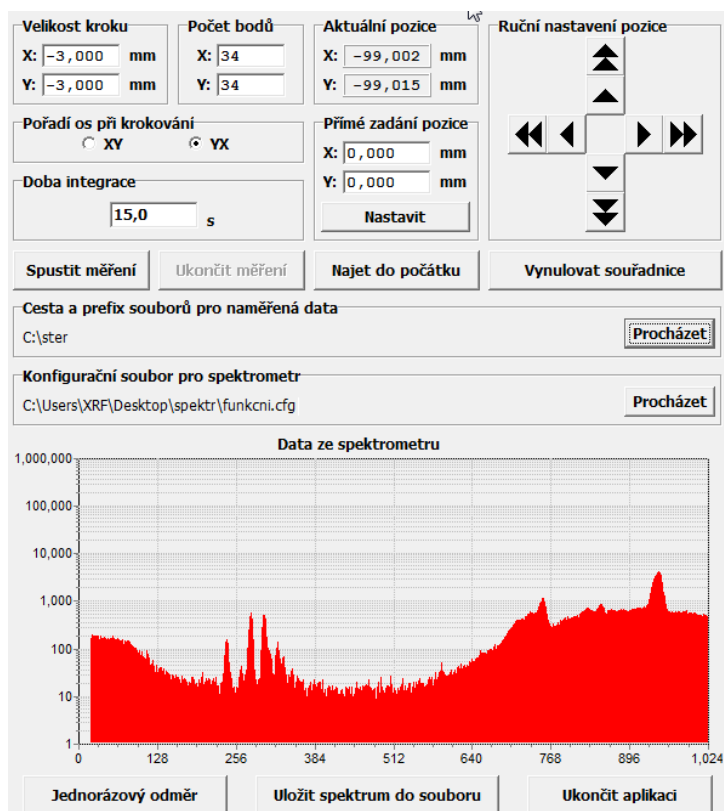 Velikost kroku
X: -3,000 mm
Y: -3,000 mm
Počet bodů
X: 34
Y: 34
Aktuální pozice
X: -99,002 mm
Y: -99,015 mm
Ruční nastavení pozice
Pořadí os při krokování
XY YX
Přímé zadání pozice
X: 0,000 mm
Y: 0,000 mm
Nastavit
Doba integrace
15,0 s
Spustit měření Ukončit měření Najet do počátku Vynulovat souřadnice
Cesta a prefix souborů pro naměřená data
C:\ster Procházet
Konfigurační soubor pro spektrometr
C:\Users\XRF\Desktop\spektr\funkcni.cfg Procházet
Data ze spektrometru
1,000,000
100,000
10,000
1,000
100
10
1
0 128 256 384 512 640 768 896 1,024
Jednorázový odměr Uložit spektrum do souboru Ukončit aplikaci